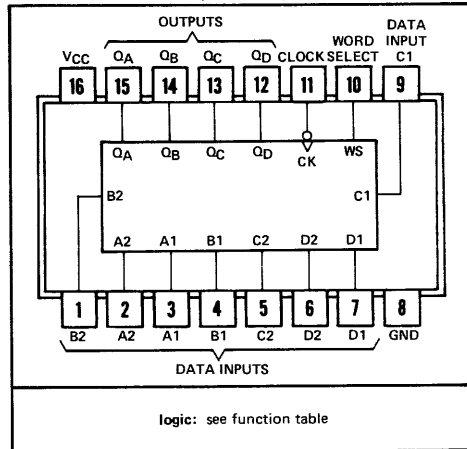 OUTPUTS
DATA
WORD INPUT
VCC QA QB QC QD CLOCK SELECT C1
16 15 14 13 12 11 10 9
QA QB QC QD CK WS
B2 C1
A2 A1 B1 C2 D2 D1
1 2 3 4 5 6 7 8
B2 A2 A1 B1 C2 D2 D1 GND
DATA INPUTS
logic: see function table